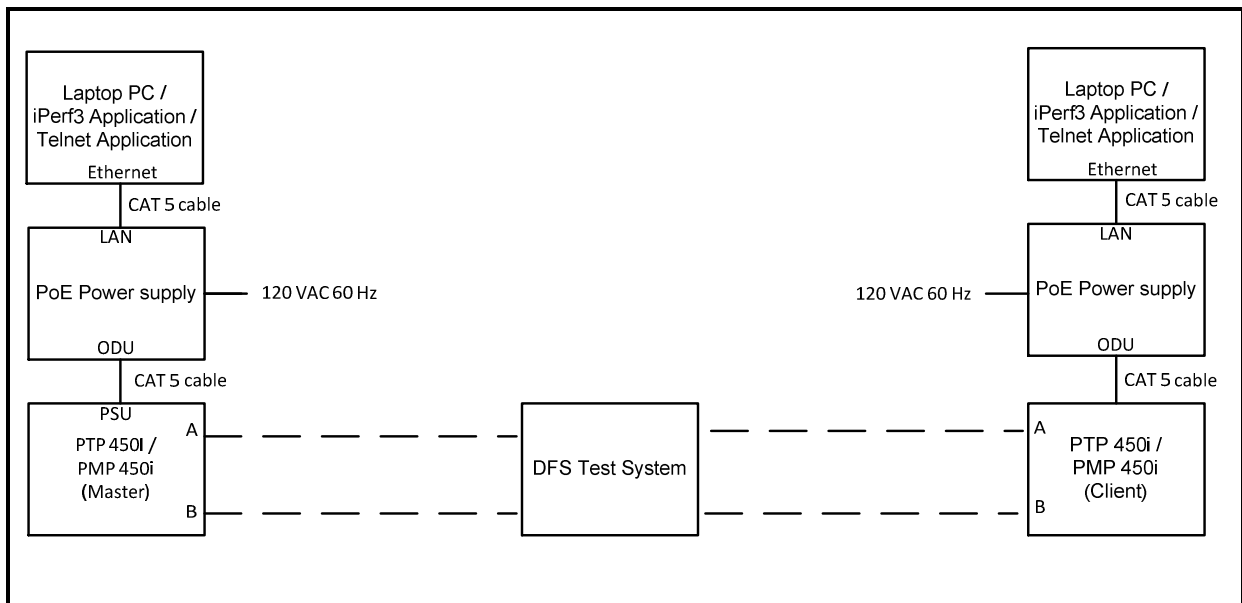 Laptop PC /
iPerf3 Application /
Telnet Application
Ethernet
CAT 5 cable
LAN
PoE Power supply
120 VAC 60 Hz
ODU
CAT 5 cable
PSU
PTP 450I /
PMP 450i
(Master)
A
B
DFS Test System
Laptop PC /
iPerf3 Application /
Telnet Application
Ethernet
CAT 5 cable
LAN
120 VAC 60 Hz
PoE Power supply
ODU
CAT 5 cable
A
PTP 450i /
PMP 450i
(Client)
B